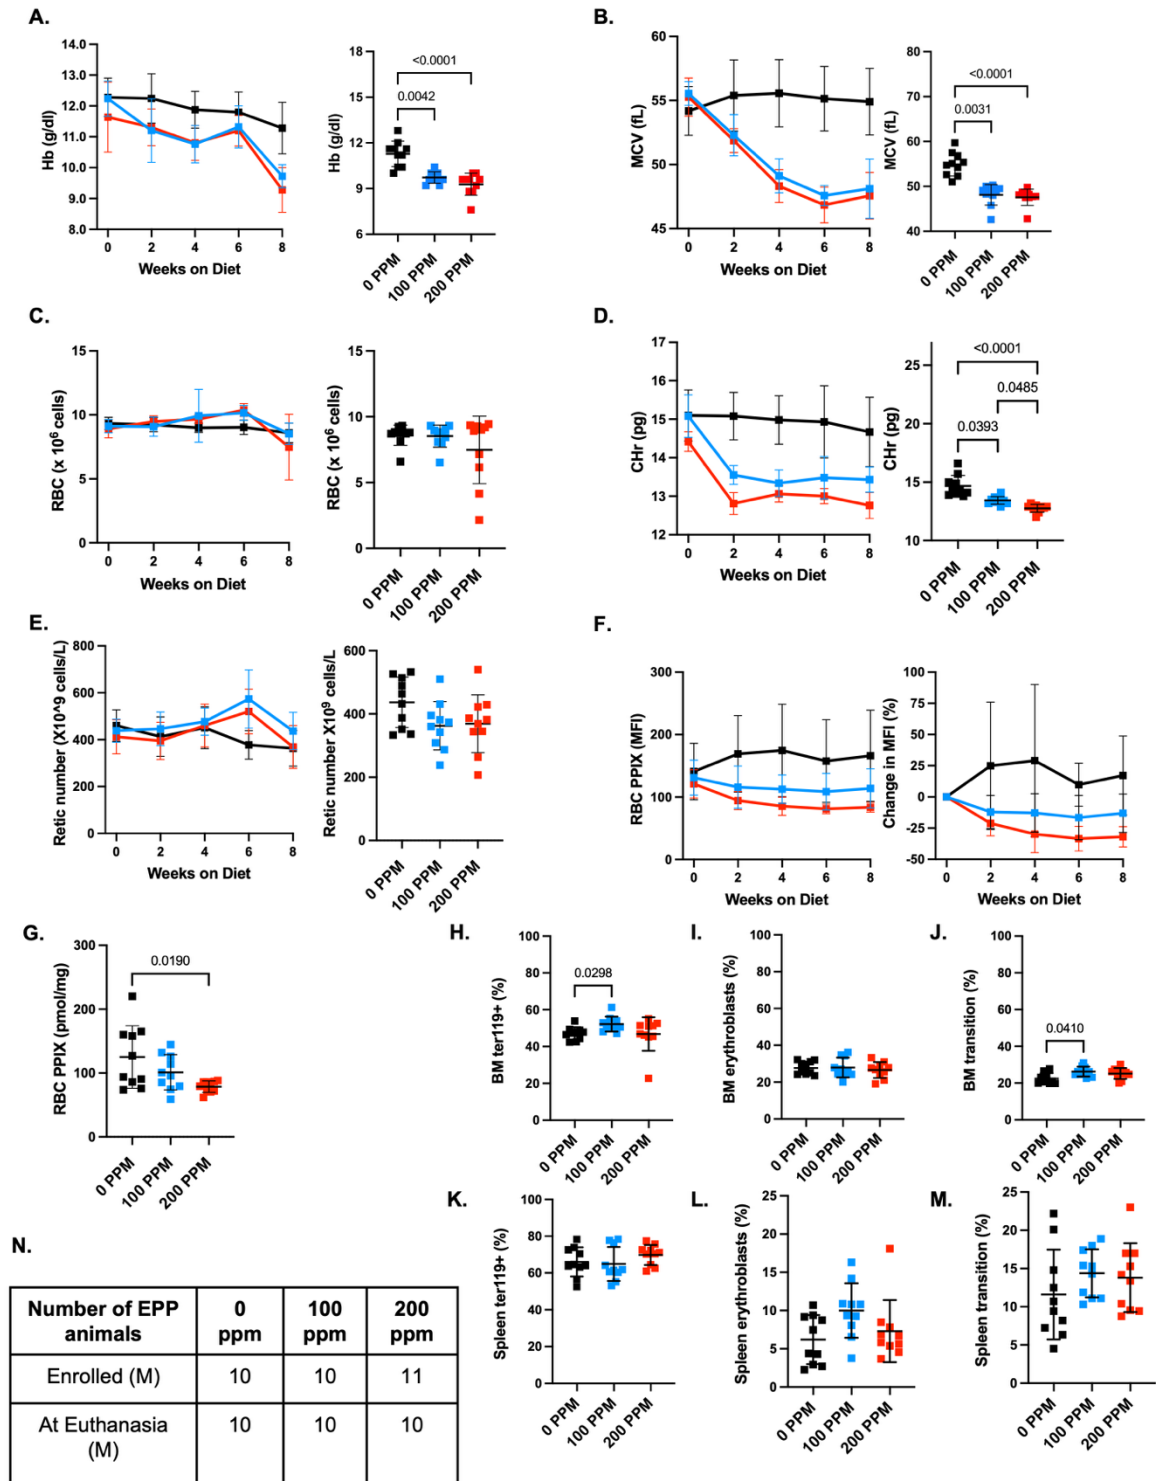 A.
Hb (g/dl)
14.0
13.0
12.0
11.0
10.0
9.0
8.0
0 2 4 6 8
Weeks on Diet
Hb (g/dl)
18
15
12
9
6
<0.0001
0.0042
0 PPM
100 PPM
200 PPM
B.
MCV (fL)
60
55
50
45
0 2 4 6 8
Weeks on Diet
MCV (fL)
80
70
60
50
40
<0.0001
0.0031
0 PPM
100 PPM
200 PPM
C.
RBC (x 10⁶ cells)
15
10
5
0
0 2 4 6 8
Weeks on Diet
RBC (x 10⁶ cells)
15
10
5
0
0 PPM
100 PPM
200 PPM
D.
CHr (pg)
17
16
15
14
13
12
0 2 4 6 8
Weeks on Diet
CHr (pg)
25
20
15
10
<0.0001
0.0485
0.0393
0 PPM
100 PPM
200 PPM
E.
Retic number (X10^9 cells/L)
800
600
400
200
0
0 2 4 6 8
Weeks on Diet
Retic number X10⁹ cells/L
600
400
200
0
0 PPM
100 PPM
200 PPM
F.
RBC PPIX (MFI)
300
200
100
0
0 2 4 6 8
Weeks on Diet
Change in MFI (%)
100
75
50
25
0
-25
-50
0 2 4 6 8
Weeks on Diet
G.
RBC PPIX (pmol/mg)
300
200
100
0
0.0190
0 PPM
100 PPM
200 PPM
H.
BM ter119+ (%)
100
80
60
40
20
0
0.0298
0 PPM
100 PPM
200 PPM
I.
BM erythroblasts (%)
100
80
60
40
20
0
0 PPM
100 PPM
200 PPM
J.
BM transition (%)
100
80
60
40
20
0
0.0410
0 PPM
100 PPM
200 PPM
K.
Spleen ter119+ (%)
100
80
60
40
20
0
0 PPM
100 PPM
200 PPM
L.
Spleen erythroblasts (%)
25
20
15
10
5
0
0 PPM
100 PPM
200 PPM
M.
Spleen transition (%)
25
20
15
10
5
0
0 PPM
100 PPM
200 PPM
N.
Number of EPP animals 0 ppm 100 ppm 200 ppm
Enrolled (M) 10 10 11
At Euthanasia (M) 10 10 10